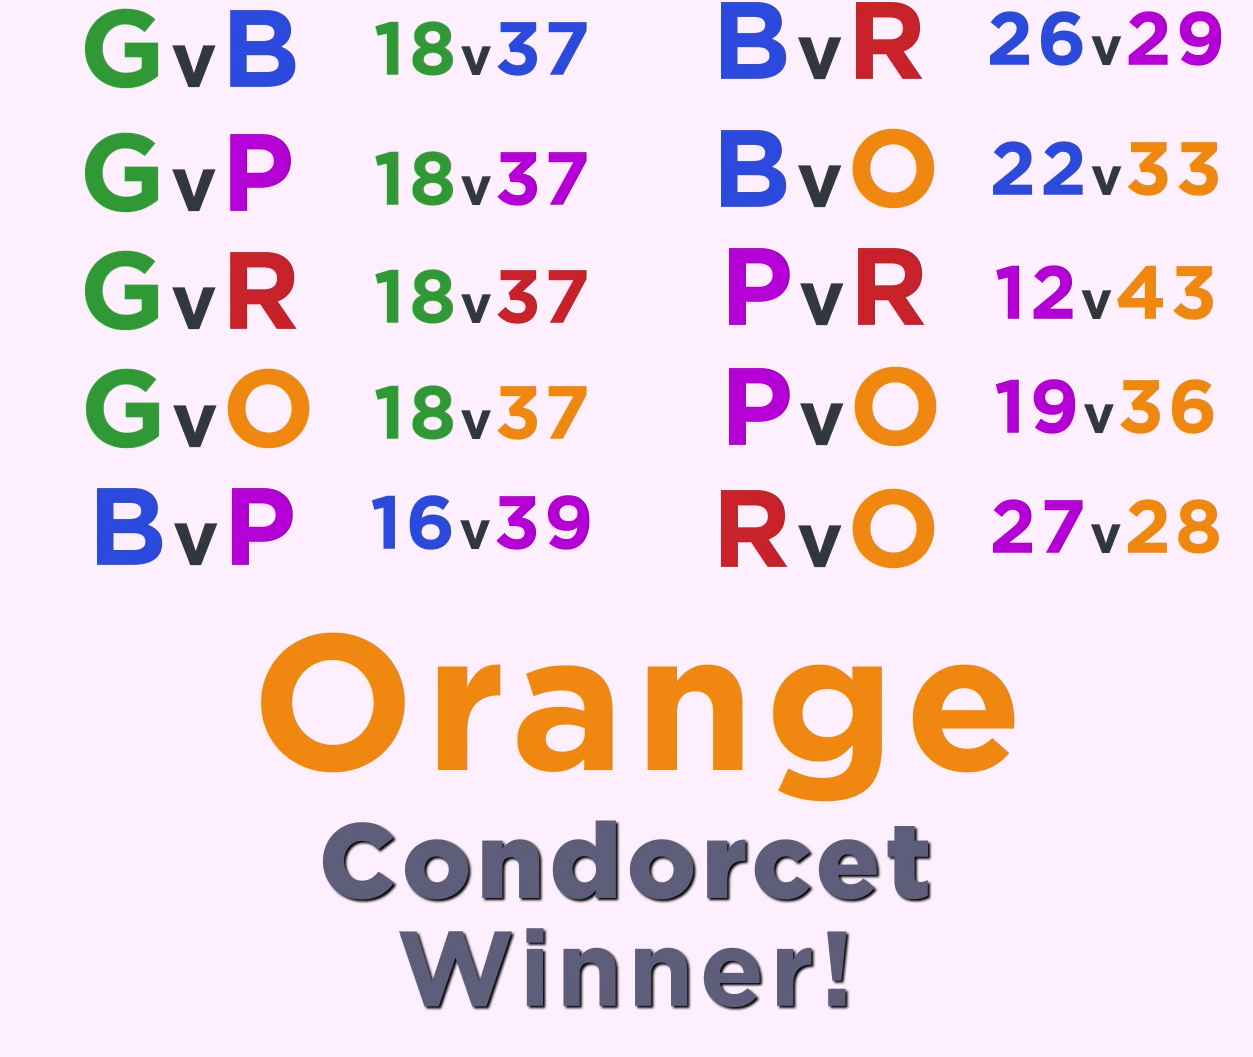 GvB 18v37
GvP 18v37
GvR 18v37
GvO 18v37
BvP 16v39
BvR 26v29
BvO 22v33
PvR 12v43
PvO 19v36
RvO 27v28
Orange
Condorcet
Winner!